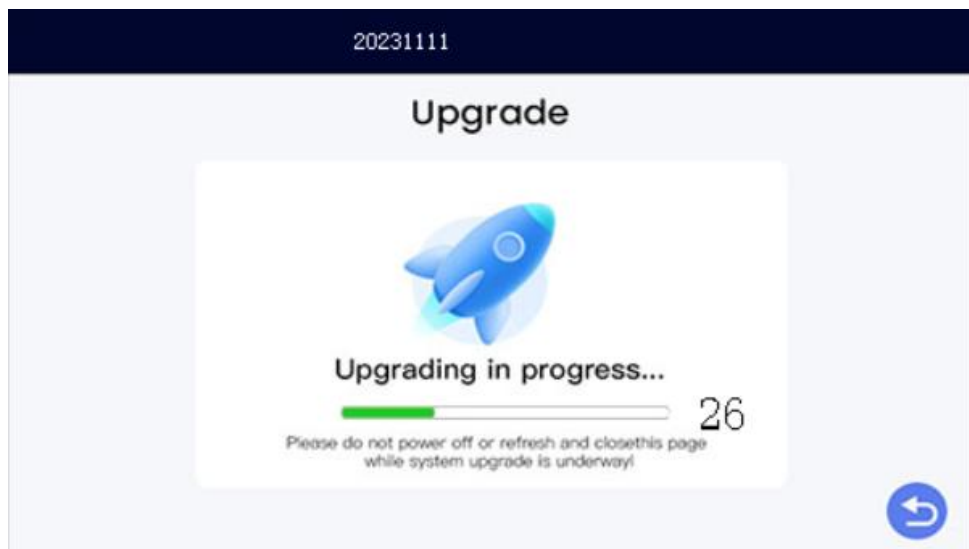 20231111
Upgrade
Upgrading in progress...
26
Please do not power off or refresh and closethis page
while system upgrade is underway!